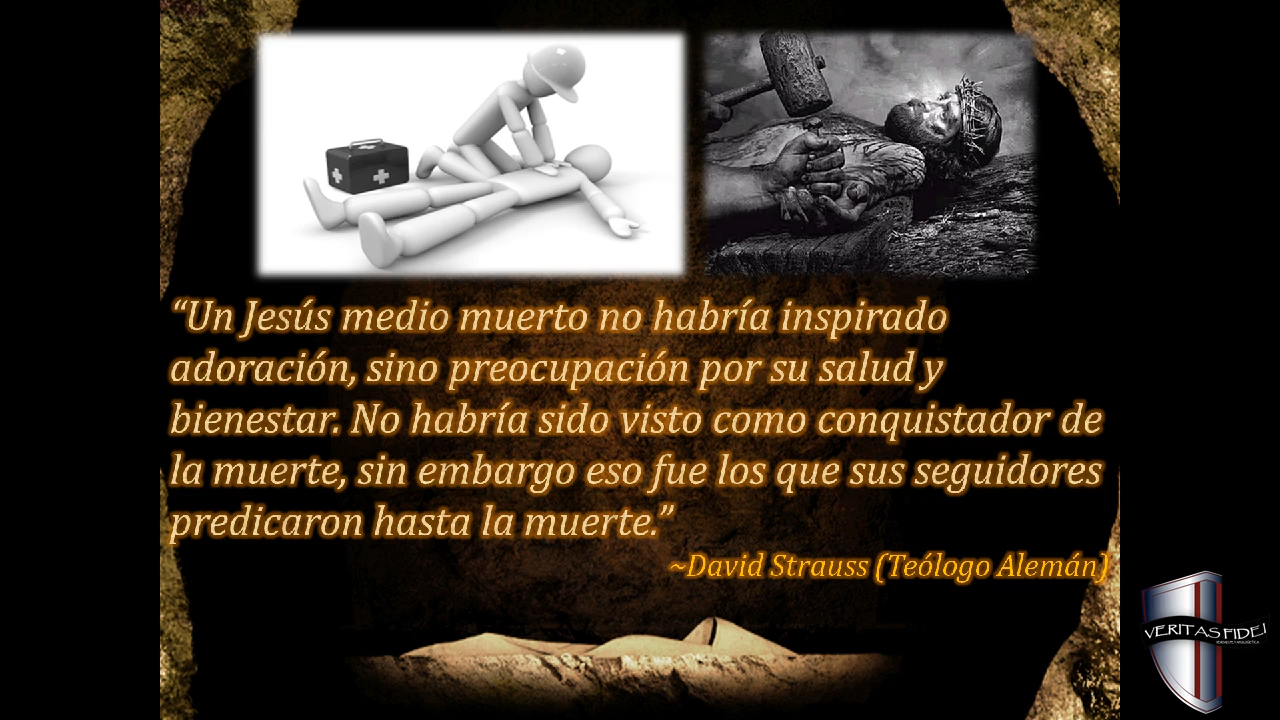 “Un Jesús medio muerto no habría inspirado
adoración, sino preocupación por su salud y
bienestar. No habría sido visto como conquistador de
la muerte, sin embargo eso fue los que sus seguidores
predicaron hasta la muerte.”
~David Strauss (Teólogo Alemán)
VERITAS FIDEI